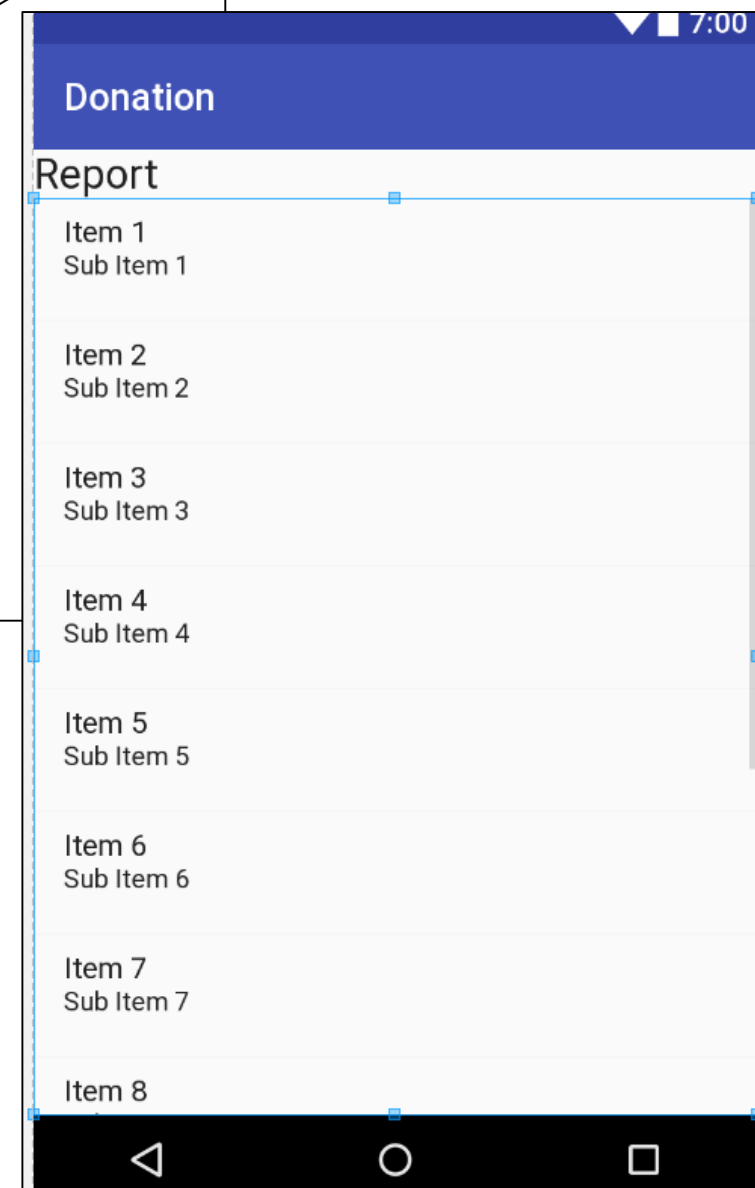 7:00
Donation
Report
Item 1
Sub Item 1
Item 2
Sub Item 2
Item 3
Sub Item 3
Item 4
Sub Item 4
Item 5
Sub Item 5
Item 6
Sub Item 6
Item 7
Sub Item 7
Item 8